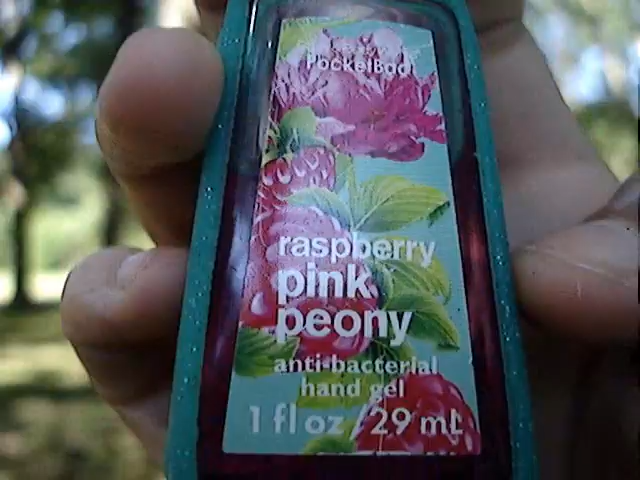 PocketBac
raspberry
pink
peony
anti-bacterial
hand gel
1 fl oz / 29 mL